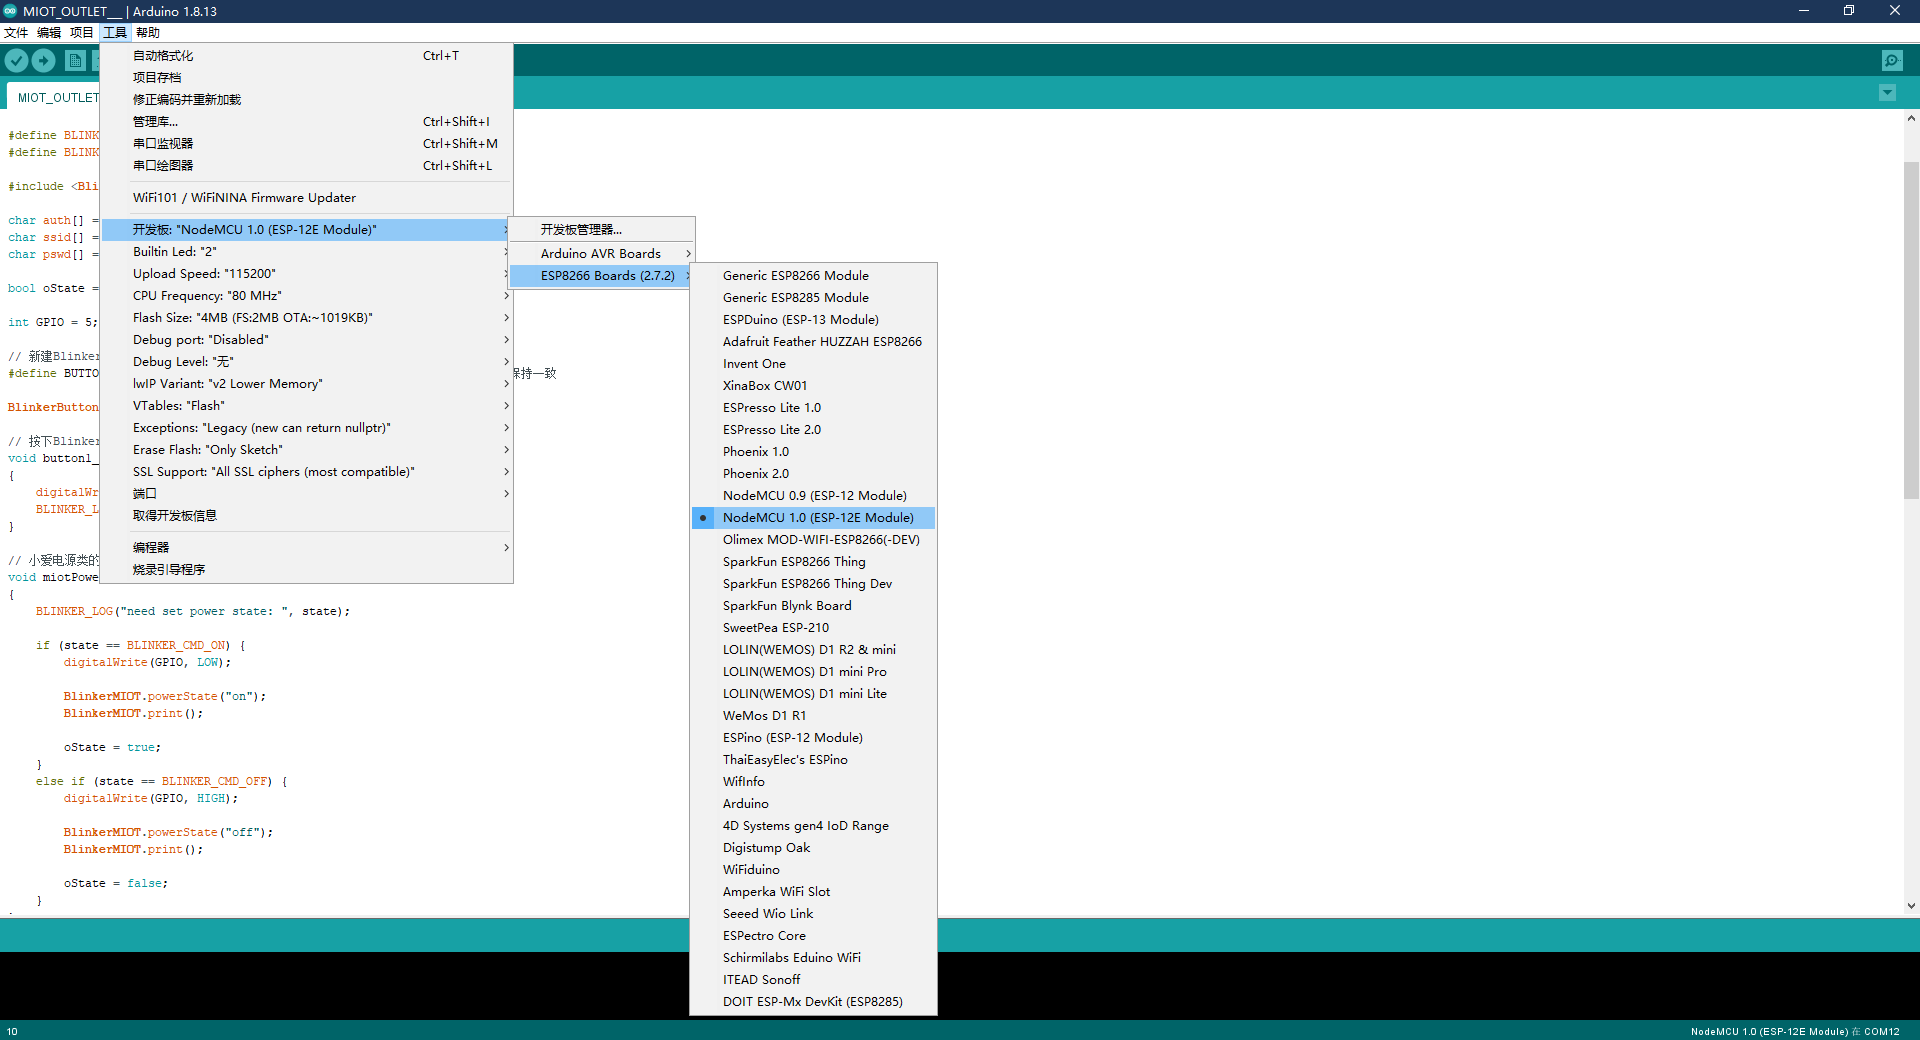 MIOT_OUTLET__ | Arduino 1.8.13
文件 编辑 项目 工具 帮助
MIOT_OUTLET
自动格式化 Ctrl+T
项目存档
修正编码并重新加载
管理库... Ctrl+Shift+I
串口监视器 Ctrl+Shift+M
串口绘图器 Ctrl+Shift+L
WiFi101 / WiFiNINA Firmware Updater
开发板: "NodeMCU 1.0 (ESP-12E Module)"
Builtin Led: "2"
Upload Speed: "115200"
CPU Frequency: "80 MHz"
Flash Size: "4MB (FS:2MB OTA:~1019KB)"
Debug port: "Disabled"
Debug Level: "无"
lwIP Variant: "v2 Lower Memory"
VTables: "Flash"
Exceptions: "Legacy (new can return nullptr)"
Erase Flash: "Only Sketch"
SSL Support: "All SSL ciphers (most compatible)"
端口
取得开发板信息
编程器
烧录引导程序
开发板管理器...
Arduino AVR Boards
ESP8266 Boards (2.7.2)
Generic ESP8266 Module
Generic ESP8285 Module
ESPDuino (ESP-13 Module)
Adafruit Feather HUZZAH ESP8266
Invent One
XinaBox CW01
ESPresso Lite 1.0
ESPresso Lite 2.0
Phoenix 1.0
Phoenix 2.0
NodeMCU 0.9 (ESP-12 Module)
NodeMCU 1.0 (ESP-12E Module)
Olimex MOD-WIFI-ESP8266(-DEV)
SparkFun ESP8266 Thing
SparkFun ESP8266 Thing Dev
SparkFun Blynk Board
SweetPea ESP-210
LOLIN(WEMOS) D1 R2 & mini
LOLIN(WEMOS) D1 mini Pro
LOLIN(WEMOS) D1 mini Lite
WeMos D1 R1
ESPino (ESP-12 Module)
ThaiEasyElec's ESPino
WifInfo
Arduino
4D Systems gen4 IoD Range
Digistump Oak
WiFiduino
Amperka WiFi Slot
Seeed Wio Link
ESPectro Core
Schirmilabs Eduino WiFi
ITEAD Sonoff
DOIT ESP-Mx DevKit (ESP8285)
#define BLINK
#define BLINK
#include <Bli
char auth[] =
char ssid[] =
char pswd[] =
bool oState =
int GPIO = 5;
// 新建Blinker
#define BUTTO 保持一致
BlinkerButton
// 按下Blinker
void button1_
{
digitalWr
BLINKER_L
}
// 小爱电源类的
void miotPowe
{
BLINKER_LOG("need set power state: ", state);
if (state == BLINKER_CMD_ON) {
digitalWrite(GPIO, LOW);
BlinkerMIOT.powerState("on");
BlinkerMIOT.print();
oState = true;
}
else if (state == BLINKER_CMD_OFF) {
digitalWrite(GPIO, HIGH);
BlinkerMIOT.powerState("off");
BlinkerMIOT.print();
oState = false;
}
10
NodeMCU 1.0 (ESP-12E Module) 在 COM12